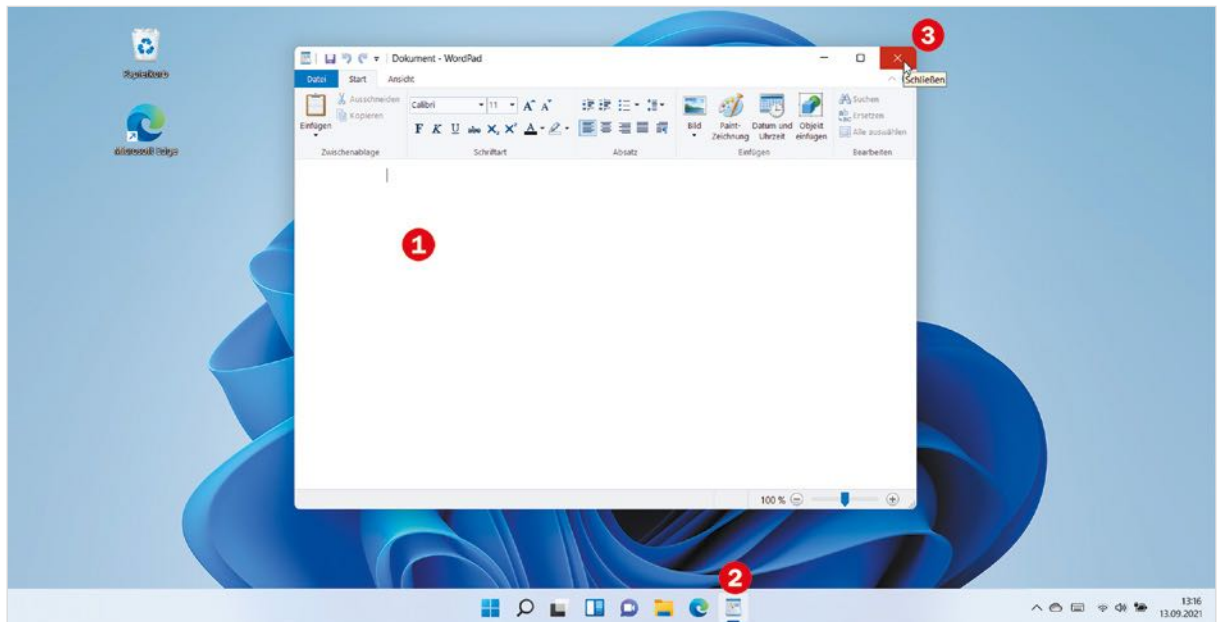 3
Papierkorb
Microsoft Edge
Dokument - WordPad
Schließen
Datei Start Ansicht
Einfügen
Ausschneiden
Kopieren
Zwischenablage
Calibri 11 A A
F K U abc X, X² A
Schriftart
Absatz
Bild
Paint-
Zeichnung
Datum und
Uhrzeit
Objekt
einfügen
Einfügen
Suchen
Ersetzen
Alle auswählen
Bearbeiten
1
100 %
2
13:16
13.09.2021